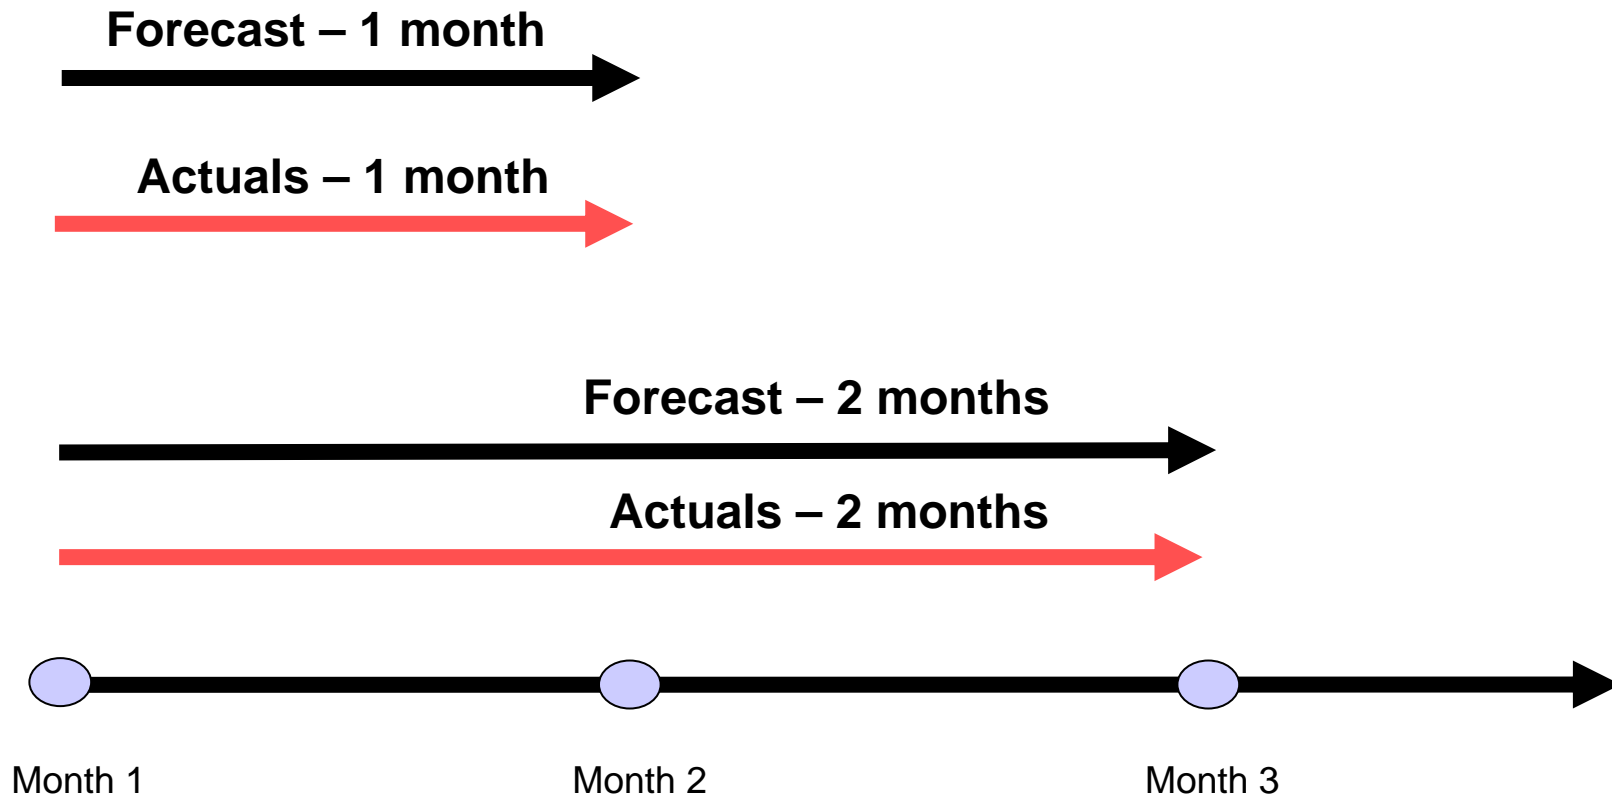 Forecast – 1 month
Actuals – 1 month
Forecast – 2 months
Actuals – 2 months
Month 1 Month 2 Month 3